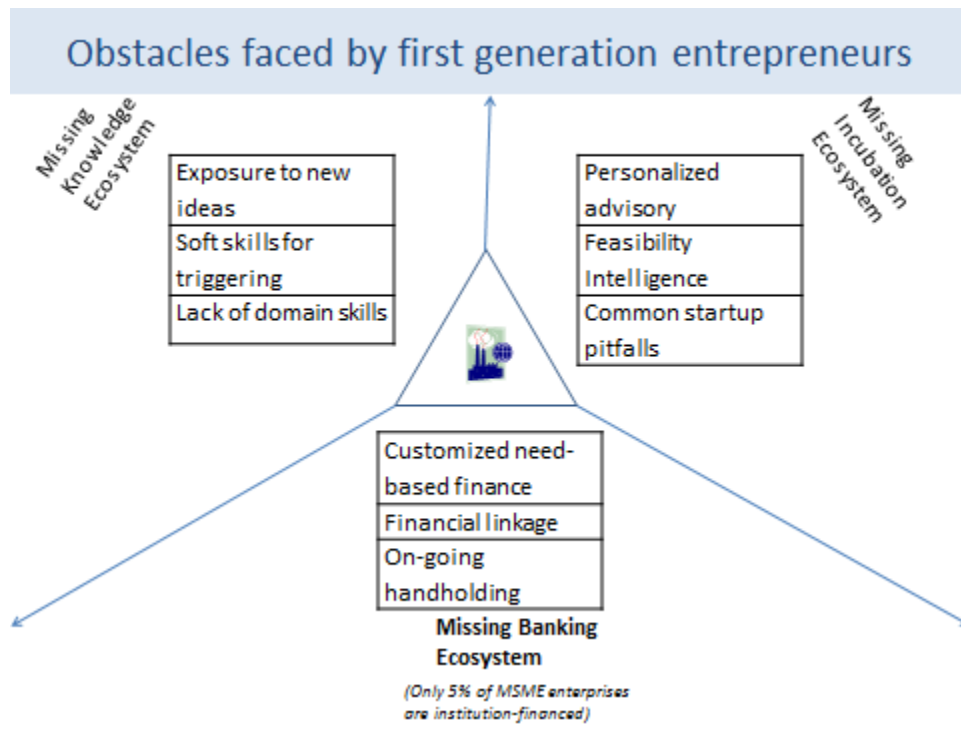 Obstacles faced by first generation entrepreneurs
Missing
Knowledge
Ecosystem
Exposure to new
ideas
Soft skills for
triggering
Lack of domain skills
Missing
Incubation
Ecosystem
Personalized
advisory
Feasibility
Intelligence
Common startup
pitfalls
Customized need-
based finance
Financial linkage
On-going
handholding
Missing Banking
Ecosystem
(Only 5% of MSME enterprises
are institution-financed)